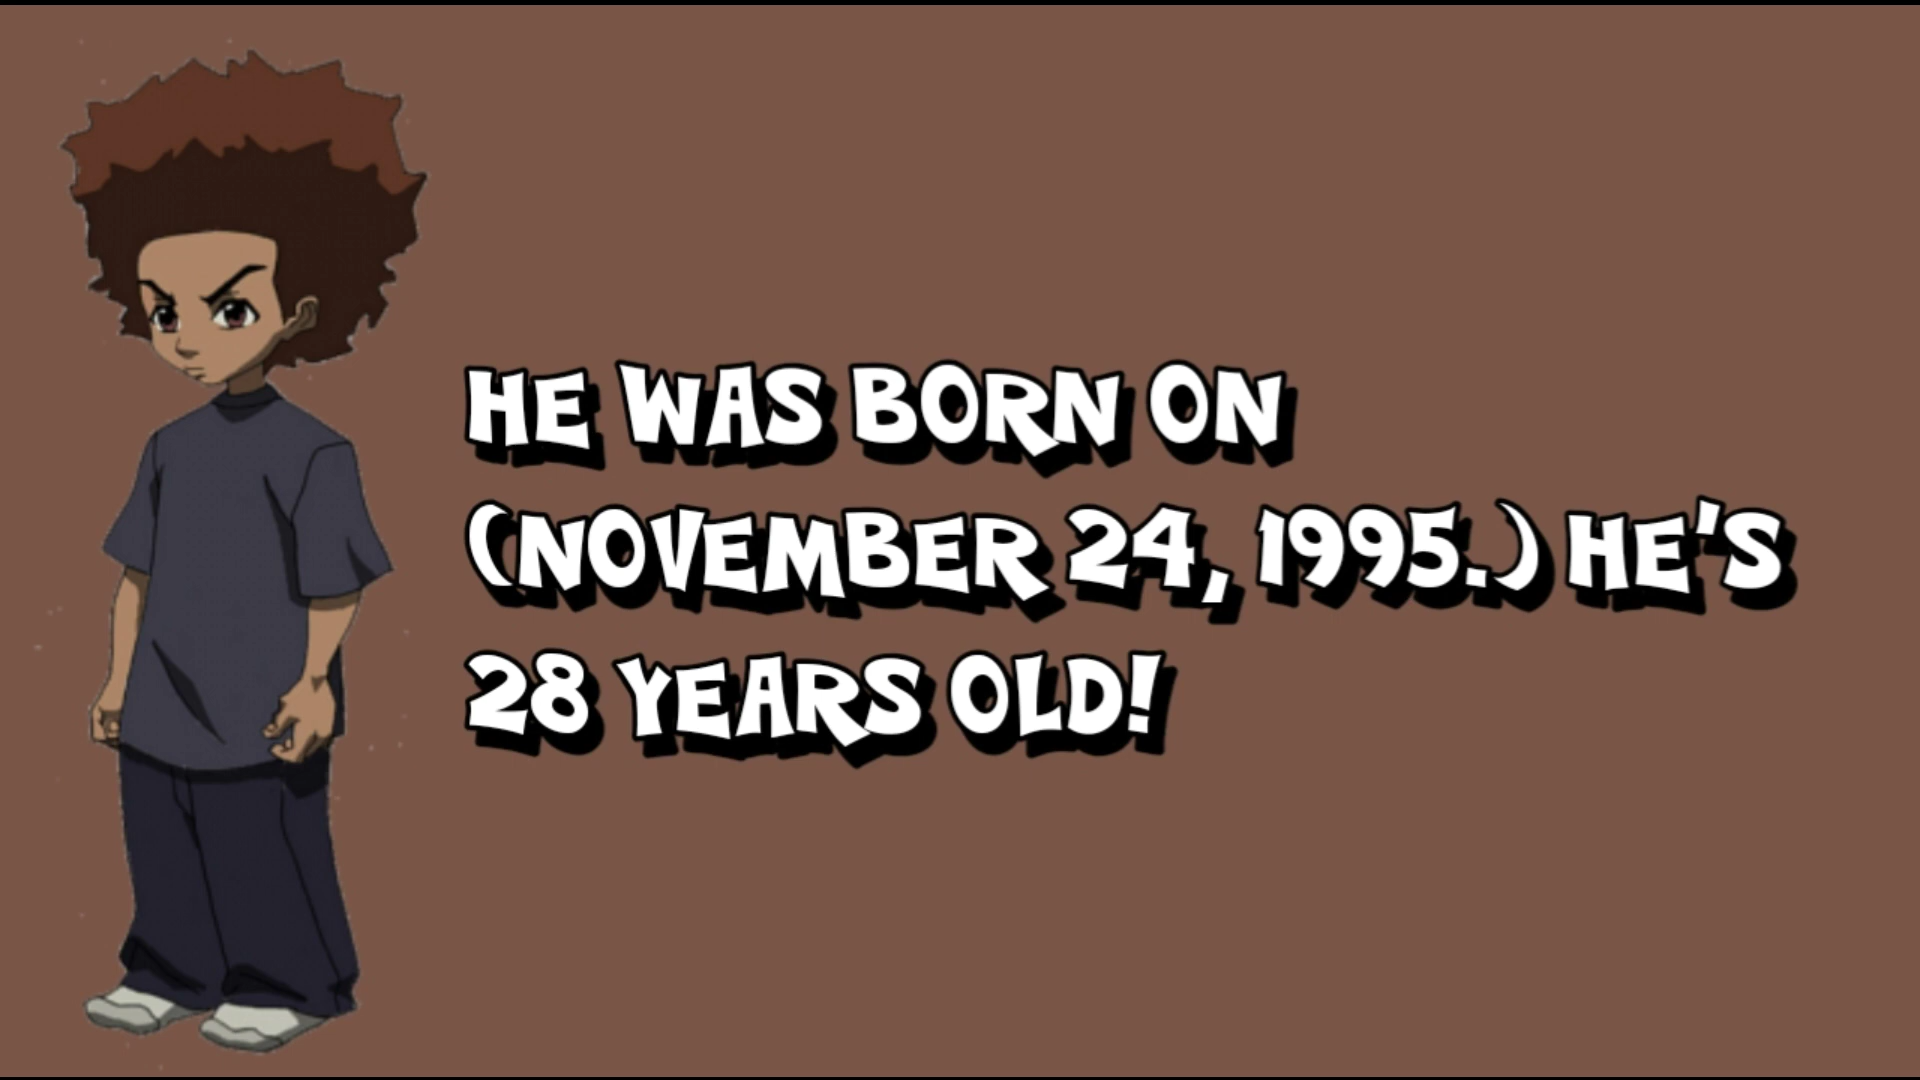 HE WAS BORN ON
(NOVEMBER 24, 1995.) HE'S
28 YEARS OLD!